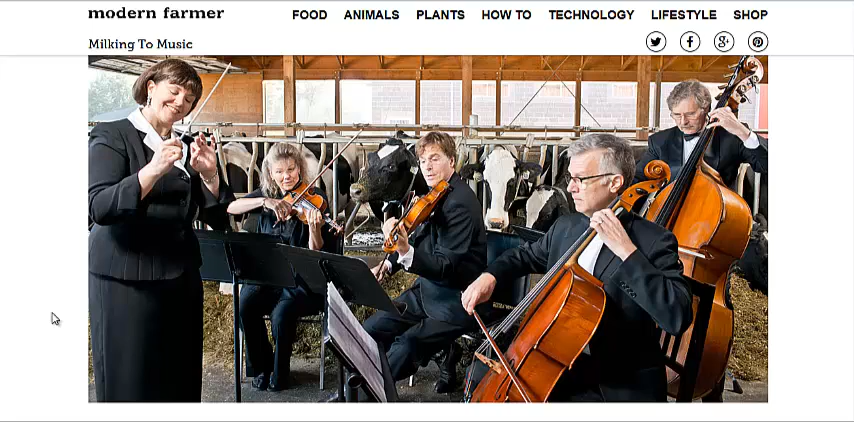 modern farmer
FOOD ANIMALS PLANTS HOW TO TECHNOLOGY LIFESTYLE SHOP
Milking To Music